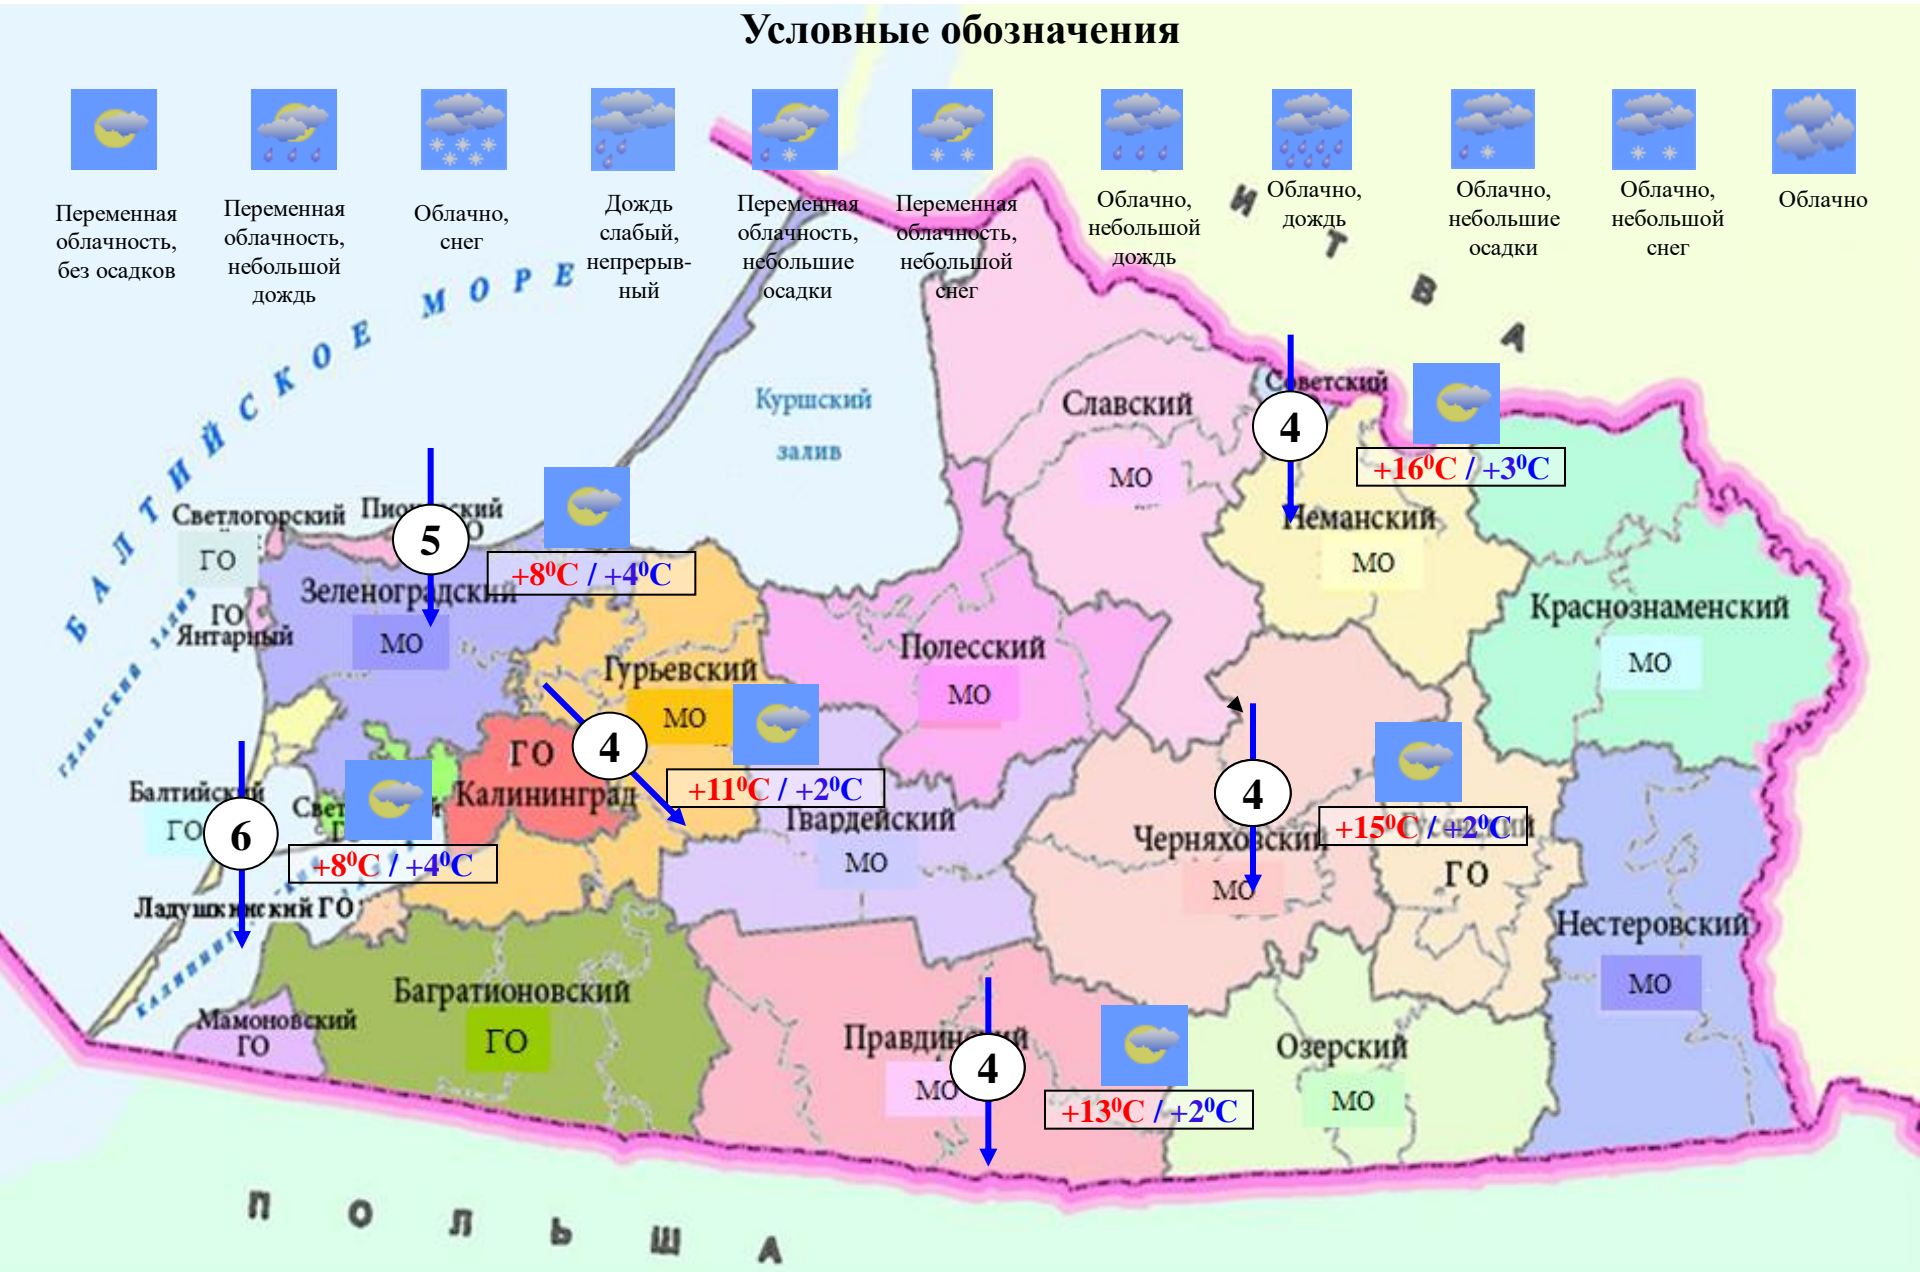 Условные обозначения
Переменная
облачность,
без осадков
Переменная
облачность,
небольшой
дождь
Облачно,
снег
Дождь
слабый,
непрерыв-
ный
Переменная
облачность,
небольшие
осадки
Переменная
облачность,
небольшой
снег
Облачно,
небольшой
дождь
Облачно,
дождь
Облачно,
небольшие
осадки
Облачно,
небольшой
снег
Облачно
ИТВА
БАЛТИЙСКОЕ МОРЕ
Куршский
залив
Славский
МО
Советский
4
+16⁰С / +3⁰С
Неманский
МО
Светлогорский
ГО
5
+8⁰С / +4⁰С
Зеленоградский
МО
ГО
Янтарный
Краснознаменский
МО
Полесский
МО
Гурьевский
МО
4
+11⁰С / +2⁰С
ГО
Калининград
Балтийский
ГО
6
+8⁰С / +4⁰С
Гвардейский
МО
Черняховский
МО
4
+15⁰С / +2⁰С
ГО
Ладушкинский ГО
Нестеровский
МО
Багратионовский
ГО
Мамоновский
ГО
Правдинский
МО
4
+13⁰С / +2⁰С
Озерский
МО
ПОЛЬША